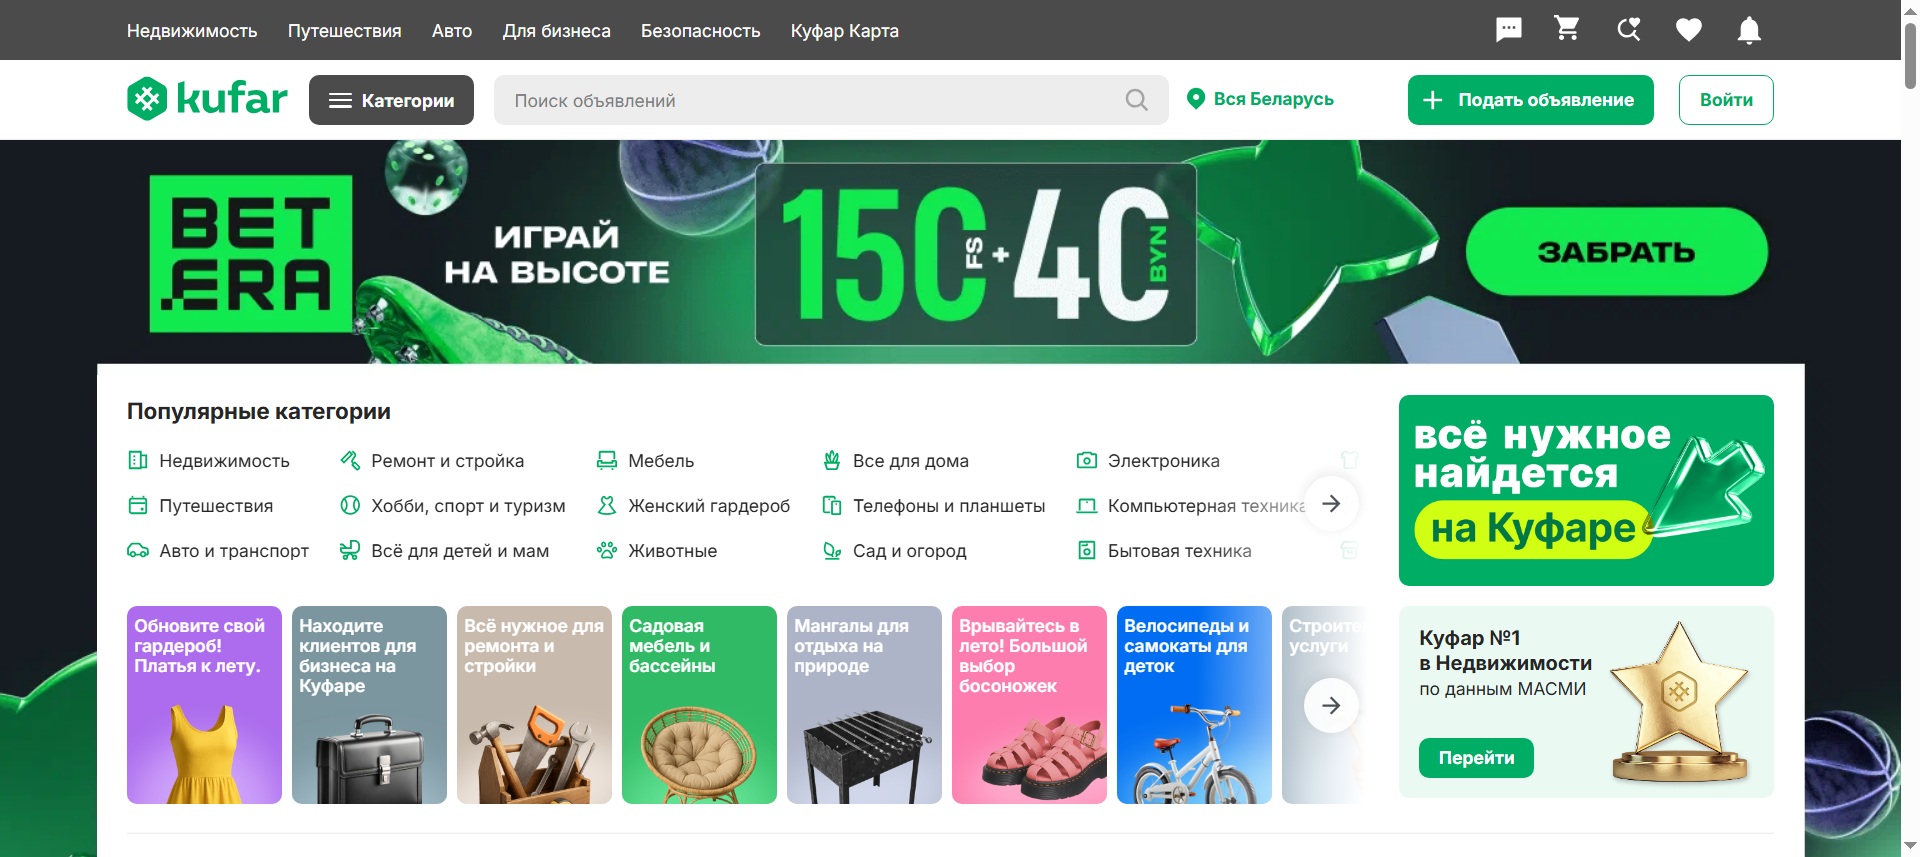 Недвижимость Путешествия Авто Для бизнеса Безопасность Куфар Карта
kufar
Категории
Поиск объявлений
Вся Беларусь
Подать объявление
Войти
BET
.ERA
ИГРАЙ
НА ВЫСОТЕ
150 FS + 40 BYN
ЗАБРАТЬ
Популярные категории
Недвижимость
Ремонт и стройка
Мебель
Все для дома
Электроника
Путешествия
Хобби, спорт и туризм
Женский гардероб
Телефоны и планшеты
Компьютерная техника
Авто и транспорт
Всё для детей и мам
Животные
Сад и огород
Бытовая техника
всё нужное
найдется
на Куфаре
Обновите свой
гардероб!
Платья к лету.
Находите
клиентов для
бизнеса на
Куфаре
Всё нужное для
ремонта и
стройки
Садовая
мебель и
бассейны
Мангалы для
отдыха на
природе
Врывайтесь в
лето! Большой
выбор
босоножек
Велосипеды и
самокаты для
деток
услуги
Куфар №1
в Недвижимости
по данным МАСМИ
Перейти